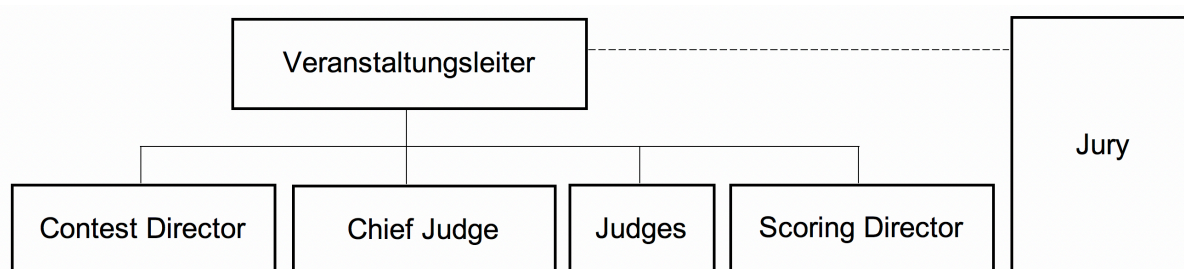 Veranstaltungsleiter
Jury
Contest Director
Chief Judge
Judges
Scoring Director